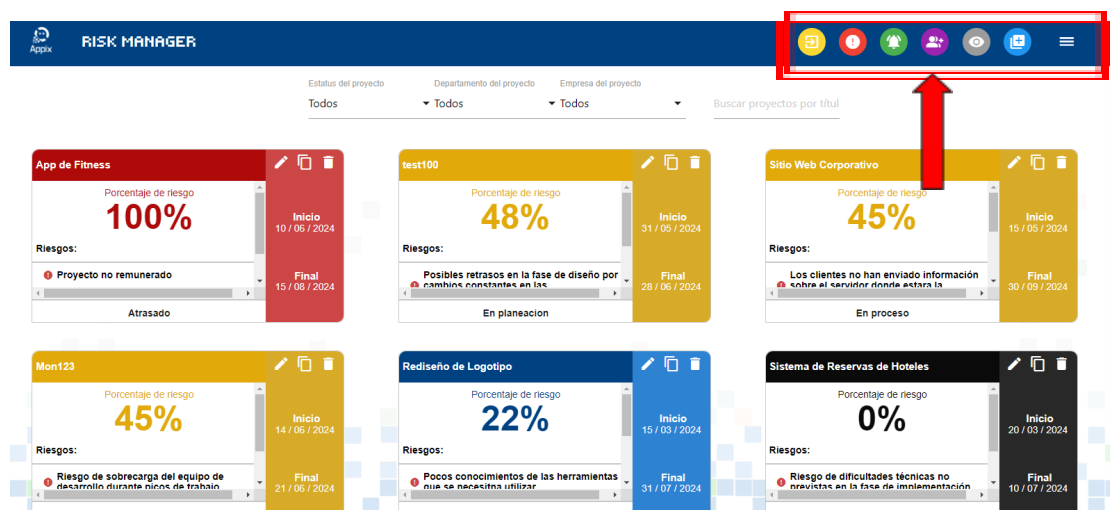 Appix
RISK MANAGER
Estatus del proyecto
Todos
Departamento del proyecto
Todos
Empresa del proyecto
Todos
Buscar proyectos por títul
App de Fitness
Porcentaje de riesgo
100%
Riesgos:
Proyecto no remunerado
Atrasado
Inicio
10 / 06 / 2024
Final
15 / 08 / 2024
test100
Porcentaje de riesgo
48%
Riesgos:
Posibles retrasos en la fase de diseño por
cambios constantes en las
En planeacion
Inicio
31 / 05 / 2024
Final
28 / 06 / 2024
Sitio Web Corporativo
Porcentaje de riesgo
45%
Riesgos:
Los clientes no han enviado información
sobre el servidor donde estara la
En proceso
Inicio
15 / 05 / 2024
Final
30 / 09 / 2024
Mon123
Porcentaje de riesgo
45%
Riesgos:
Riesgo de sobrecarga del equipo de
desarrollo durante picos de trabajo
Inicio
14 / 06 / 2024
Final
21 / 06 / 2024
Rediseño de Logotipo
Porcentaje de riesgo
22%
Riesgos:
Pocos conocimientos de las herramientas
que se necesitna utilizar
Inicio
15 / 03 / 2024
Final
31 / 07 / 2024
Sistema de Reservas de Hoteles
Porcentaje de riesgo
0%
Riesgos:
Riesgo de dificultades técnicas no
previstas en la fase de implementación
Inicio
20 / 03 / 2024
Final
10 / 07 / 2024